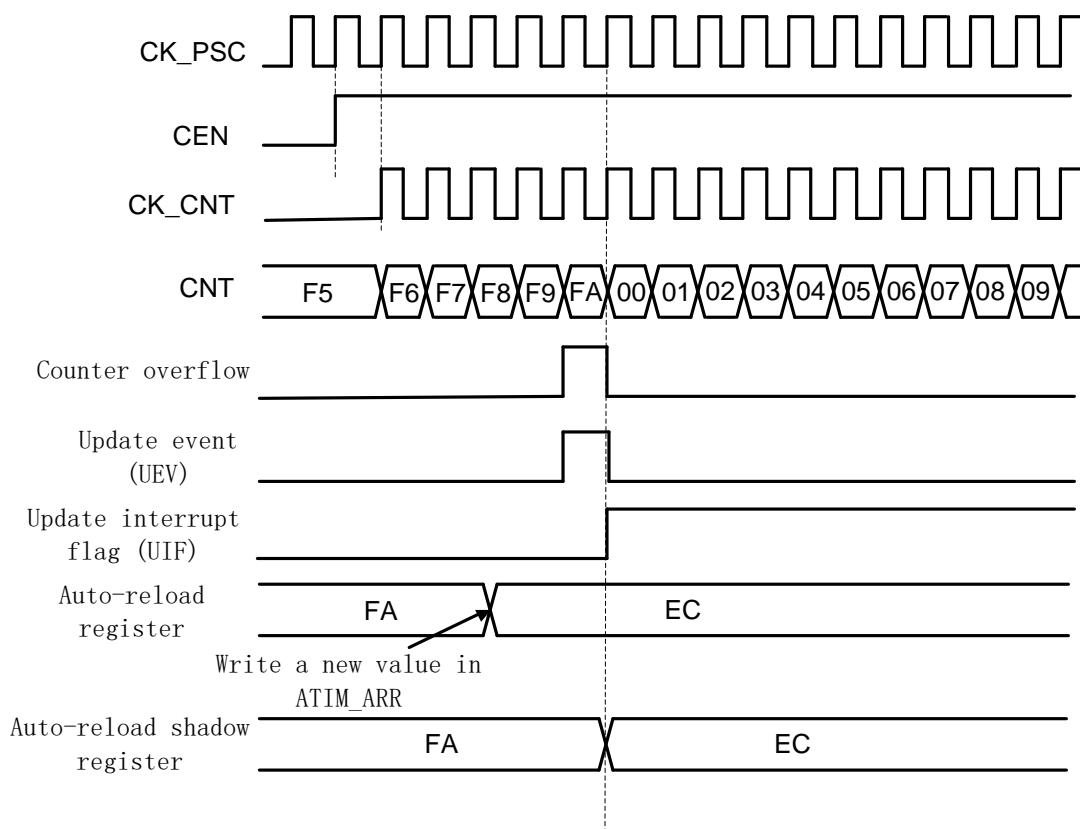 CK_PSC
CEN
CK_CNT
CNT F5 F6 F7 F8 F9 FA 00 01 02 03 04 05 06 07 08 09
Counter overflow
Update event
(UEV)
Update interrupt
flag (UIF)
Auto-reload
register
FA EC
Write a new value in
ATIM_ARR
Auto-reload shadow
register
FA EC